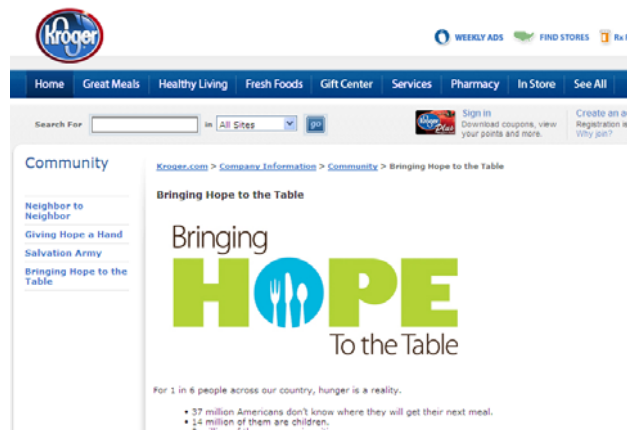 Kroger
WEEKLY ADS FIND STORES Rx
Home Great Meals Healthy Living Fresh Foods Gift Center Services Pharmacy In Store See All
Search For in All Sites go
Kroger Plus
Sign in
Download coupons, view
your points and more.
Create an
Registration
Why join?
Community
Neighbor to
Neighbor
Giving Hope a Hand
Salvation Army
Bringing Hope to the
Table
Kroger.com > Company Information > Community > Bringing Hope to the Table
Bringing Hope to the Table
Bringing
HOPE
To the Table
For 1 in 6 people across our country, hunger is a reality.
• 37 million Americans don't know where they will get their next meal.
• 14 million of them are children.